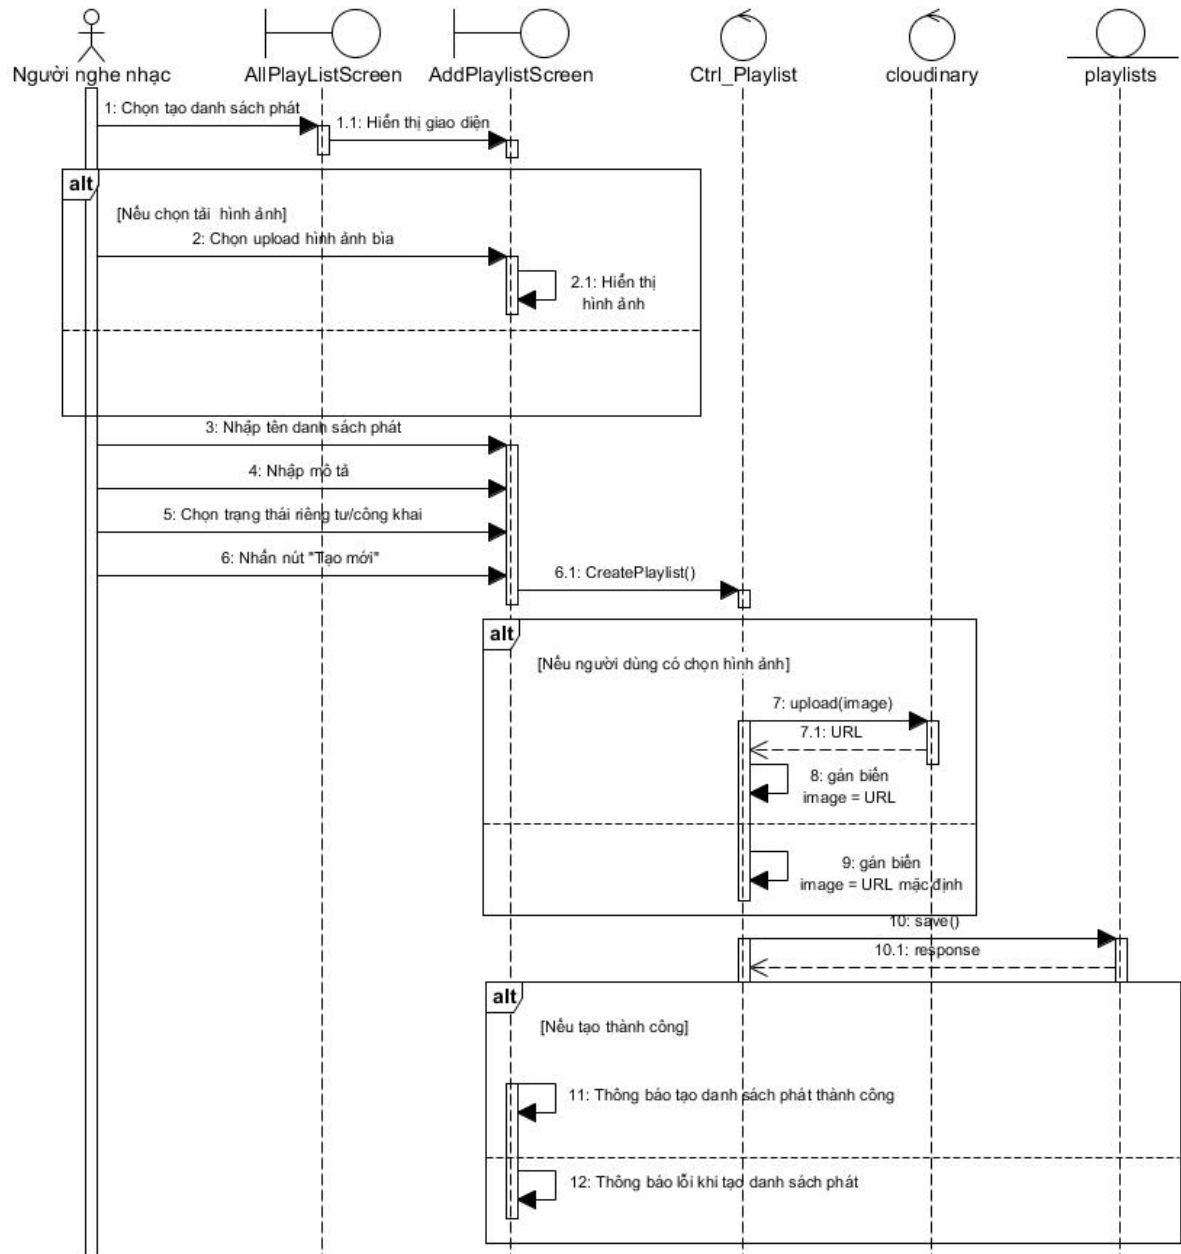 Người nghe nhạc
AllPlayListScreen
AddPlaylistScreen
Ctrl_Playlist
cloudinary
playlists
1: Chọn tạo danh sách phát
1.1: Hiển thị giao diện
alt
[Nếu chọn tải hình ảnh]
2: Chọn upload hình ảnh bìa
2.1: Hiển thị
hình ảnh
3: Nhập tên danh sách phát
4: Nhập mô tả
5: Chọn trạng thái riêng tư/công khai
6: Nhấn nút "Tạo mới"
6.1: CreatePlaylist()
alt
[Nếu người dùng có chọn hình ảnh]
7: upload(image)
7.1: URL
8: gán biến
image = URL
9: gán biến
image = URL mặc định
10: save()
10.1: response
alt
[Nếu tạo thành công]
11: Thông báo tạo danh sách phát thành công
12: Thông báo lỗi khi tạo danh sách phát